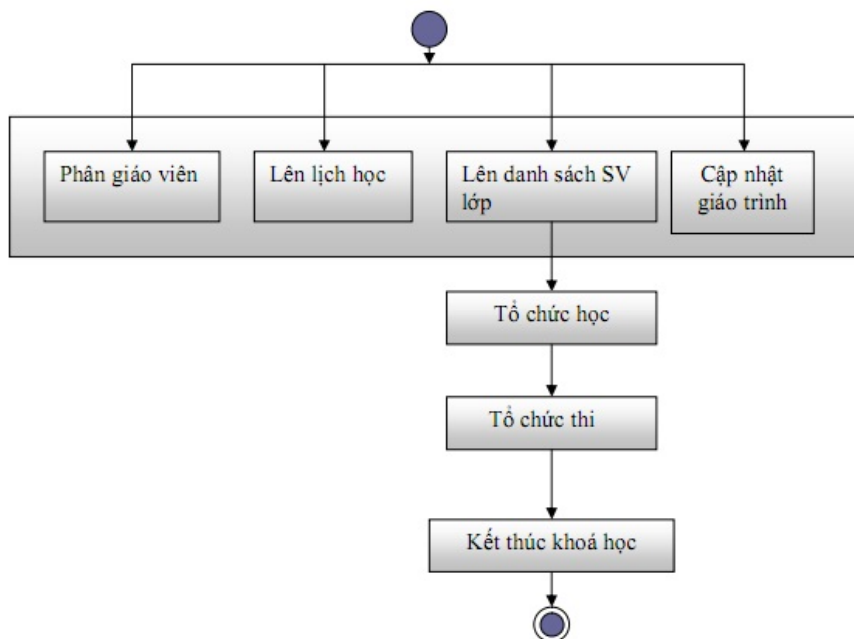 Phân giáo viên
Lên lịch học
Lên danh sách SV
lớp
Cập nhật
giáo trình
Tổ chức học
Tổ chức thi
Kết thúc khoá học